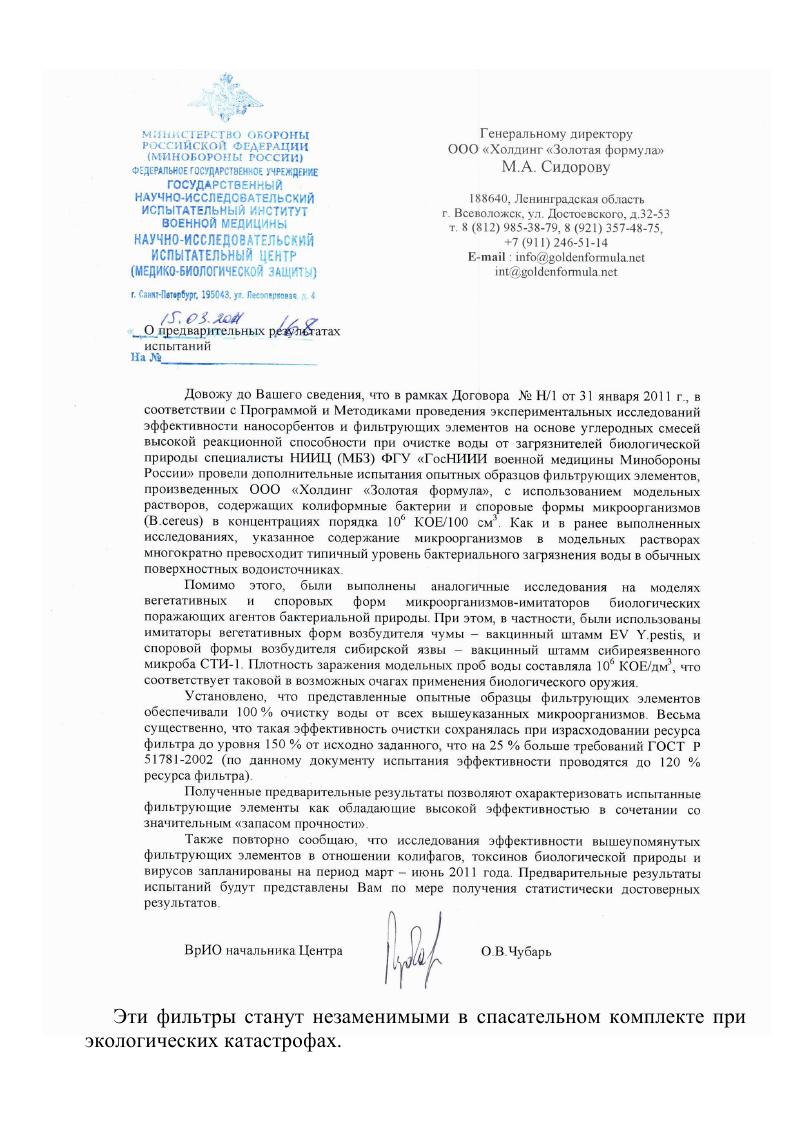 МИНИСТЕРСТВО ОБОРОНЫ
РОССИЙСКОЙ ФЕДЕРАЦИИ
(МИНОБОРОНЫ РОССИИ)
ФЕДЕРАЛЬНОЕ ГОСУДАРСТВЕННОЕ УЧРЕЖДЕНИЕ
ГОСУДАРСТВЕННЫЙ
НАУЧНО-ИССЛЕДОВАТЕЛЬСКИЙ
ИСПЫТАТЕЛЬНЫЙ ИНСТИТУТ
ВОЕННОЙ МЕДИЦИНЫ
НАУЧНО-ИССЛЕДОВАТЕЛЬСКИЙ
ИСПЫТАТЕЛЬНЫЙ ЦЕНТР
(МЕДИКО-БИОЛОГИЧЕСКОЙ ЗАЩИТЫ)
г. Санкт-Петербург, 195043, ул. Лесопарковая, д. 4
15.03.2011 168
О предварительных результатах
испытаний
На №
Генеральному директору
ООО «Холдинг «Золотая формула»
М.А. Сидорову
188640, Ленинградская область
г. Всеволожск, ул. Достоевского, д.32-53
т. 8 (812) 985-38-79, 8 (921) 357-48-75,
+7 (911) 246-51-14
E-mail : info@goldenformula.net
int@goldenformula.net
Довожу до Вашего сведения, что в рамках Договора № Н/1 от 31 января 2011 г., в
соответствии с Программой и Методиками проведения экспериментальных исследований
эффективности наносорбентов и фильтрующих элементов на основе углеродных смесей
высокой реакционной способности при очистке воды от загрязнителей биологической
природы специалисты НИИЦ (МБЗ) ФГУ «ГосНИИИ военной медицины Минобороны
России» провели дополнительные испытания опытных образцов фильтрующих элементов,
произведенных ООО «Холдинг «Золотая формула», с использованием модельных
растворов, содержащих колиформные бактерии и споровые формы микроорганизмов
(B.cereus) в концентрациях порядка 10⁶ КОЕ/100 см³. Как и в ранее выполненных
исследованиях, указанное содержание микроорганизмов в модельных растворах
многократно превосходит типичный уровень бактериального загрязнения воды в обычных
поверхностных водоисточниках.
Помимо этого, были выполнены аналогичные исследования на моделях
вегетативных и споровых форм микроорганизмов-имитаторов биологических
поражающих агентов бактериальной природы. При этом, в частности, были использованы
имитаторы вегетативных форм возбудителя чумы – вакцинный штамм EV Y.pestis, и
споровой формы возбудителя сибирской язвы – вакцинный штамм сибиреязвенного
микроба СТИ-1. Плотность заражения модельных проб воды составляла 10⁶ КОЕ/дм³, что
соответствует таковой в возможных очагах применения биологического оружия.
Установлено, что представленные опытные образцы фильтрующих элементов
обеспечивали 100 % очистку воды от всех вышеуказанных микроорганизмов. Весьма
существенно, что такая эффективность очистки сохранялась при израсходовании ресурса
фильтра до уровня 150 % от исходно заданного, что на 25 % больше требований ГОСТ Р
51781-2002 (по данному документу испытания эффективности проводятся до 120 %
ресурса фильтра).
Полученные предварительные результаты позволяют охарактеризовать испытанные
фильтрующие элементы как обладающие высокой эффективностью в сочетании со
значительным «запасом прочности».
Также повторно сообщаю, что исследования эффективности вышеупомянутых
фильтрующих элементов в отношении колифагов, токсинов биологической природы и
вирусов запланированы на период март – июнь 2011 года. Предварительные результаты
испытаний будут представлены Вам по мере получения статистически достоверных
результатов.
ВрИО начальника Центра О.В.Чубарь
Эти фильтры станут незаменимыми в спасательном комплекте при
экологических катастрофах.